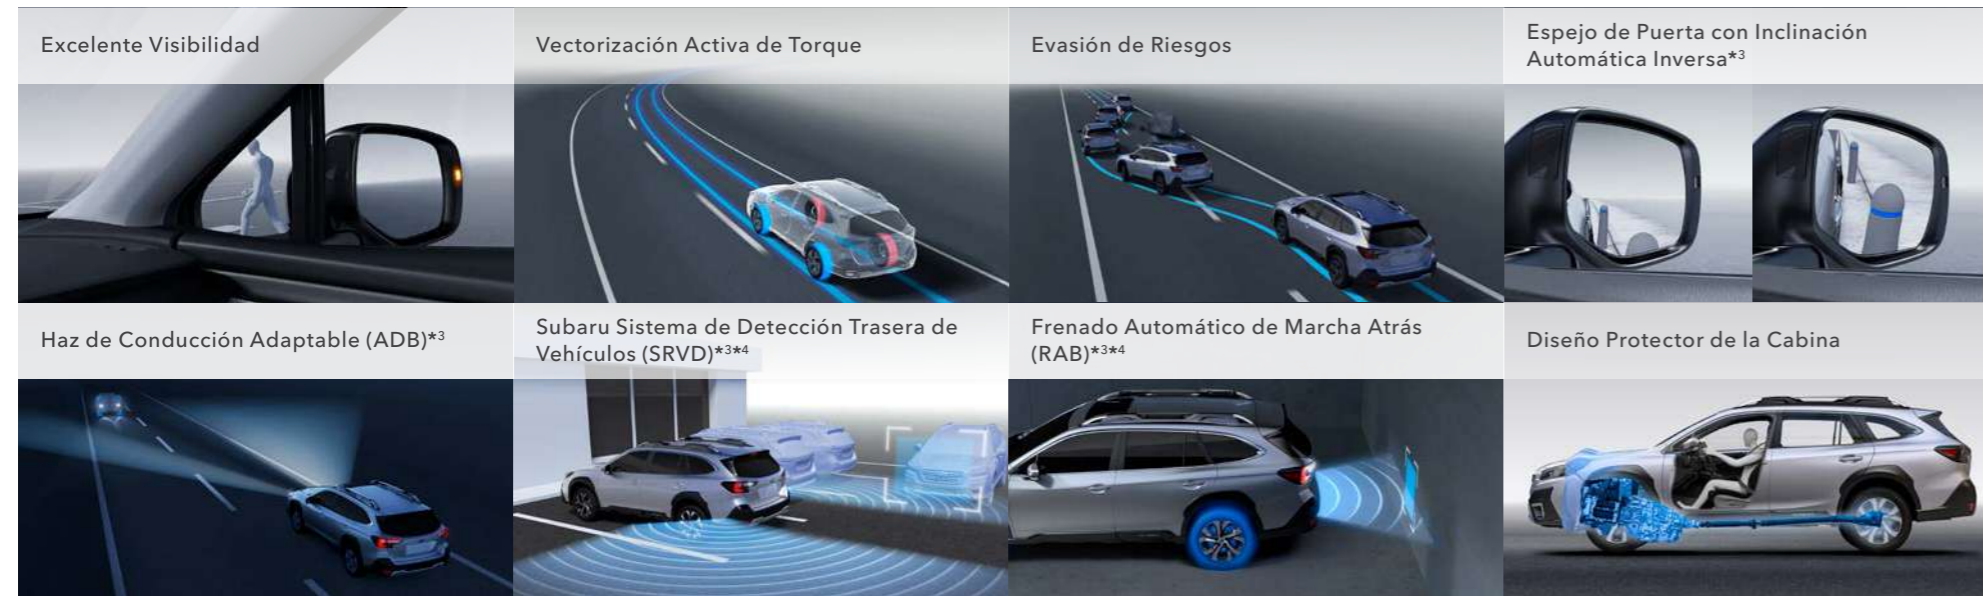 Excelente Visibilidad
Vectorización Activa de Torque
Evasión de Riesgos
Espejo de Puerta con Inclinación
Automática Inversa*3
Haz de Conducción Adaptable (ADB)*3
Subaru Sistema de Detección Trasera de
Vehículos (SRVD)*3*4
Frenado Automático de Marcha Atrás
(RAB)*3*4
Diseño Protector de la Cabina